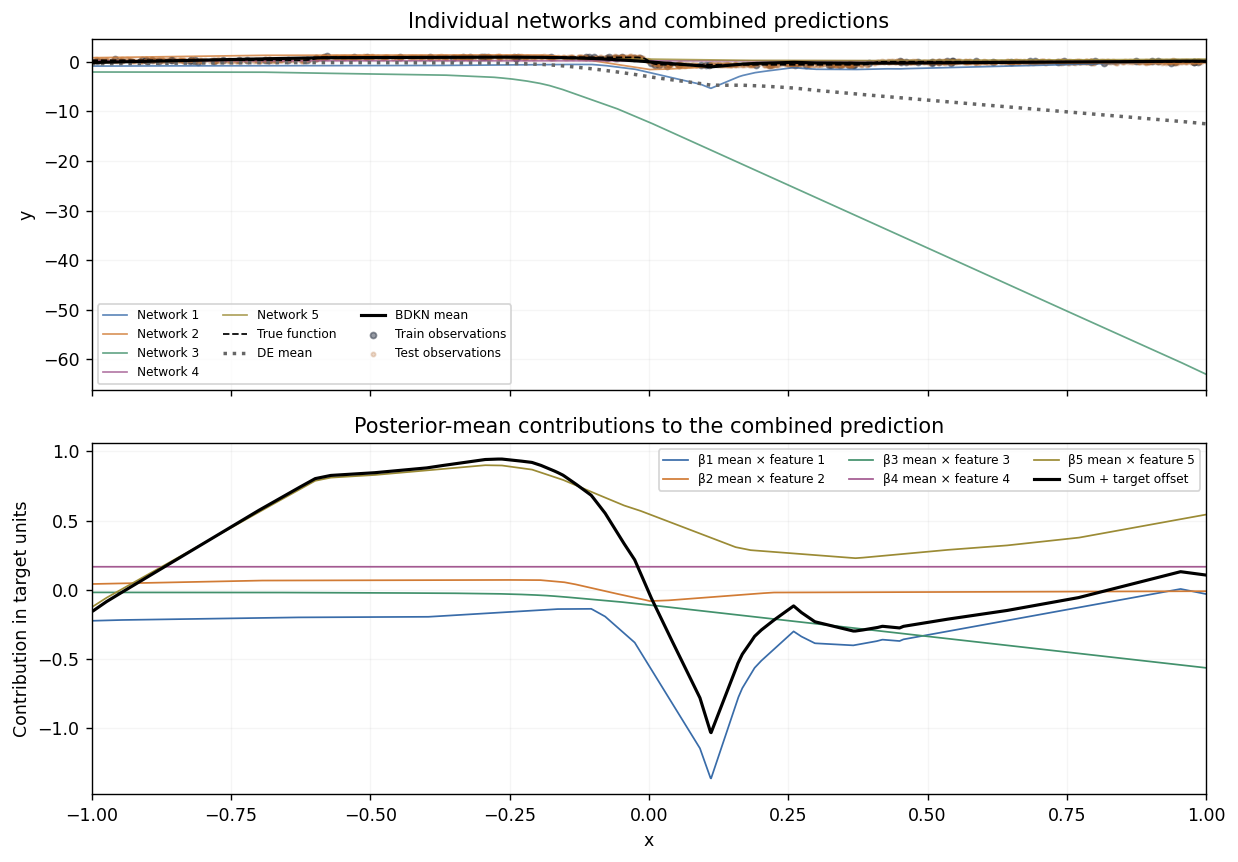 Individual networks and combined predictions
0
−10
−20
−30
−40
−50
−60
y
Network 1
Network 2
Network 3
Network 4
Network 5
True function
DE mean
BDKN mean
Train observations
Test observations
Posterior-mean contributions to the combined prediction
1.0
0.5
0.0
−0.5
−1.0
Contribution in target units
β1 mean × feature 1
β2 mean × feature 2
β3 mean × feature 3
β4 mean × feature 4
β5 mean × feature 5
Sum + target offset
−1.00 −0.75 −0.50 −0.25 0.00 0.25 0.50 0.75 1.00
x